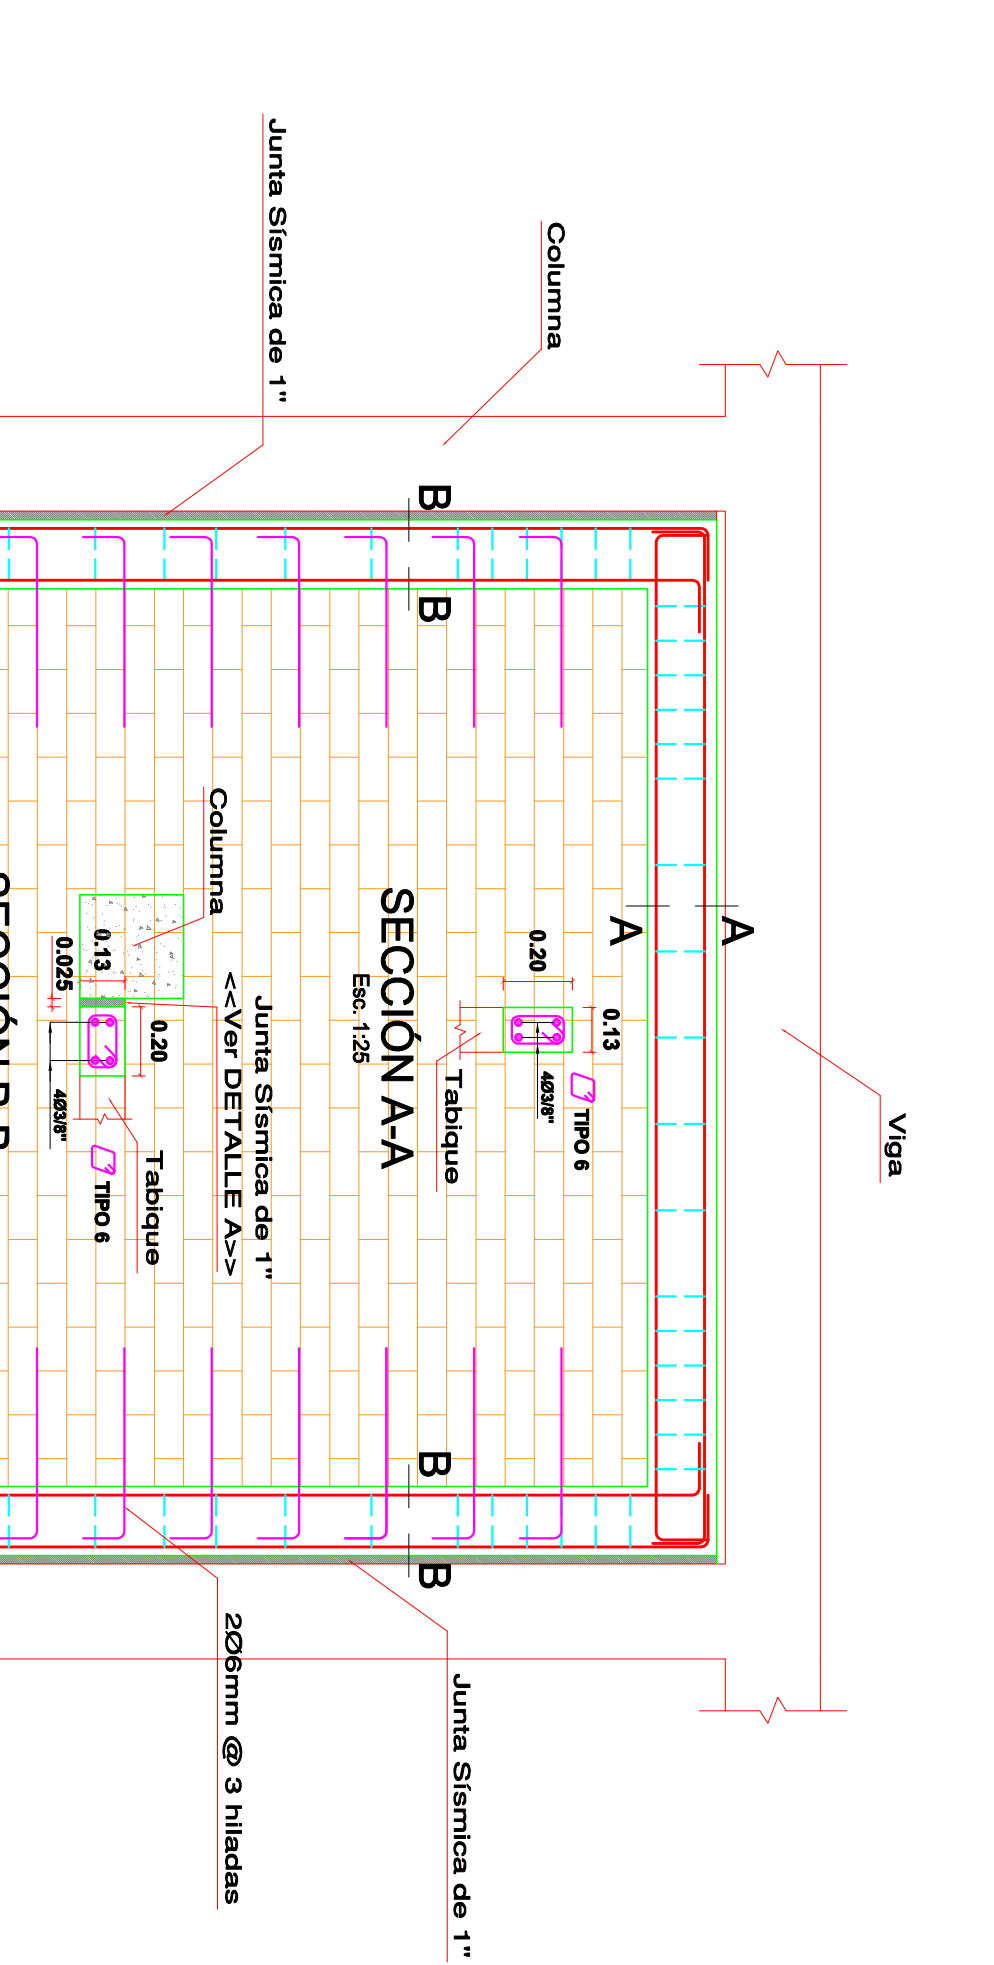 Viga
A
A
TIPO 6
0.13
0.20
4Ø3/8"
Columna
Tabique
B
B
B
B
SECCIÓN A-A
Esc. 1:25
Junta Sísmica de 1"
Junta Sísmica de 1"
Junta Sísmica de 1"
<<Ver DETALLE A>>
Columna
2Ø6mm @ 3 hiladas
0.20
Tabique
TIPO 6
0.13
0.025
4Ø3/8"